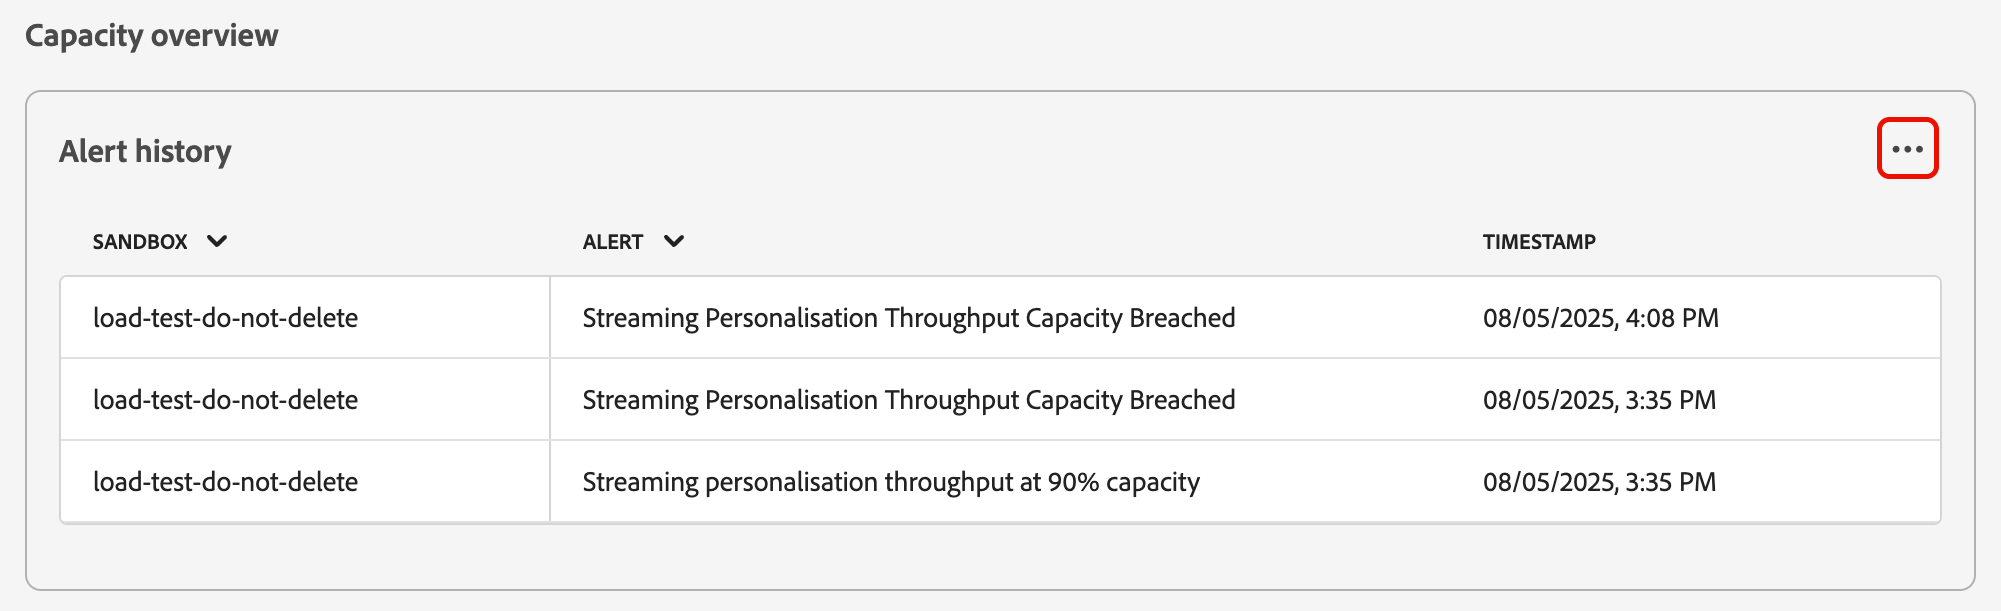 Capacity overview
Alert history
SANDBOX ALERT TIMESTAMP
load-test-do-not-delete Streaming Personalisation Throughput Capacity Breached 08/05/2025, 4:08 PM
load-test-do-not-delete Streaming Personalisation Throughput Capacity Breached 08/05/2025, 3:35 PM
load-test-do-not-delete Streaming personalisation throughput at 90% capacity 08/05/2025, 3:35 PM